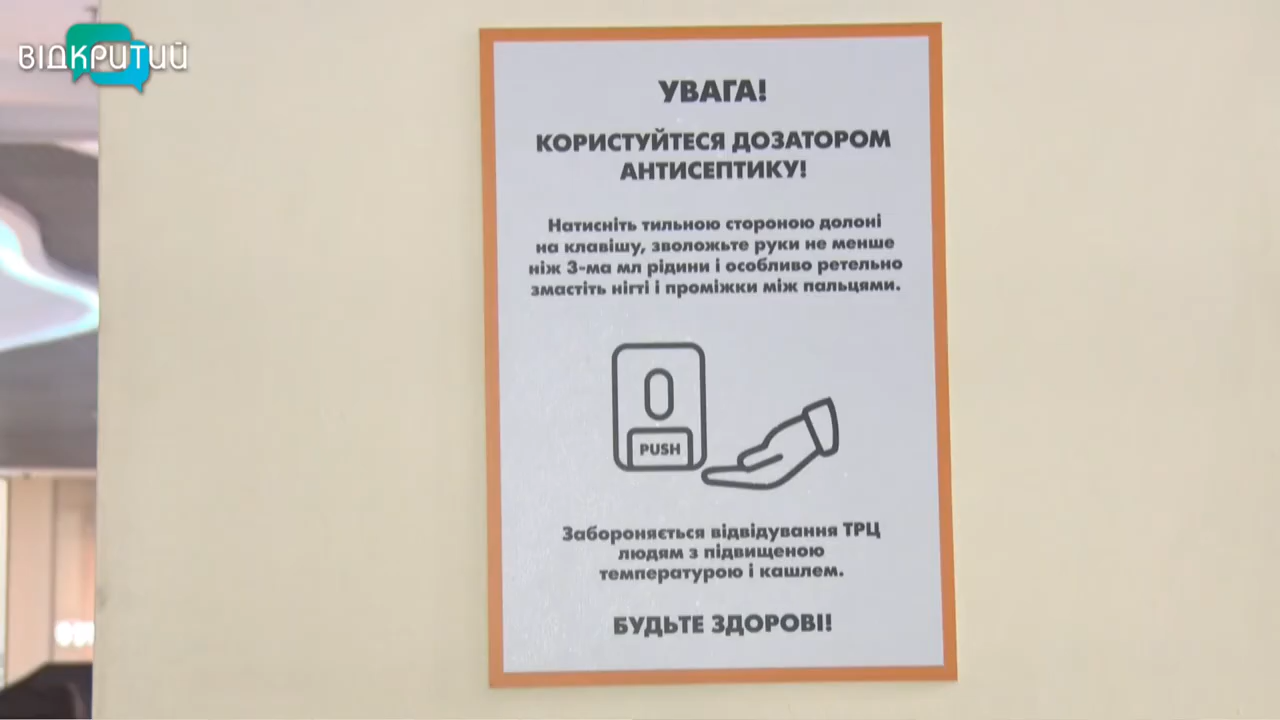 ВІДКРИТИЙ
УВАГА!
КОРИСТУЙТЕСЯ ДОЗАТОРОМ
АНТИСЕПТИКУ!
Натисніть тильною стороною долоні
на клавішу, зволожьте руки не менше
ніж 3-ма мл рідини і особливо ретельно
змастіть нігті і проміжки між пальцями.
PUSH
Забороняється відвідування ТРЦ
людям з підвищеною
температурою і кашлем.
БУДЬТЕ ЗДОРОВІ!